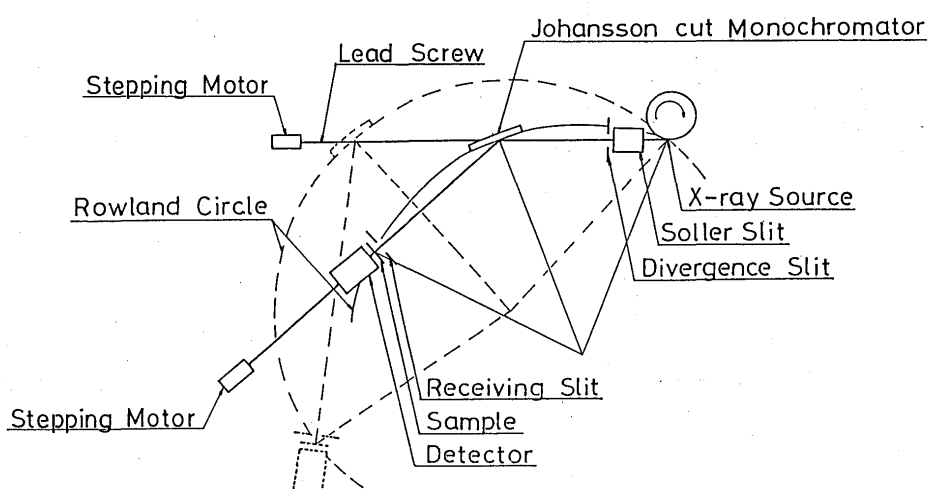 Johansson cut Monochromator
Lead Screw
Stepping Motor
Rowland Circle
X-ray Source
Soller Slit
Divergence Slit
Receiving Slit
Sample
Detector
Stepping Motor